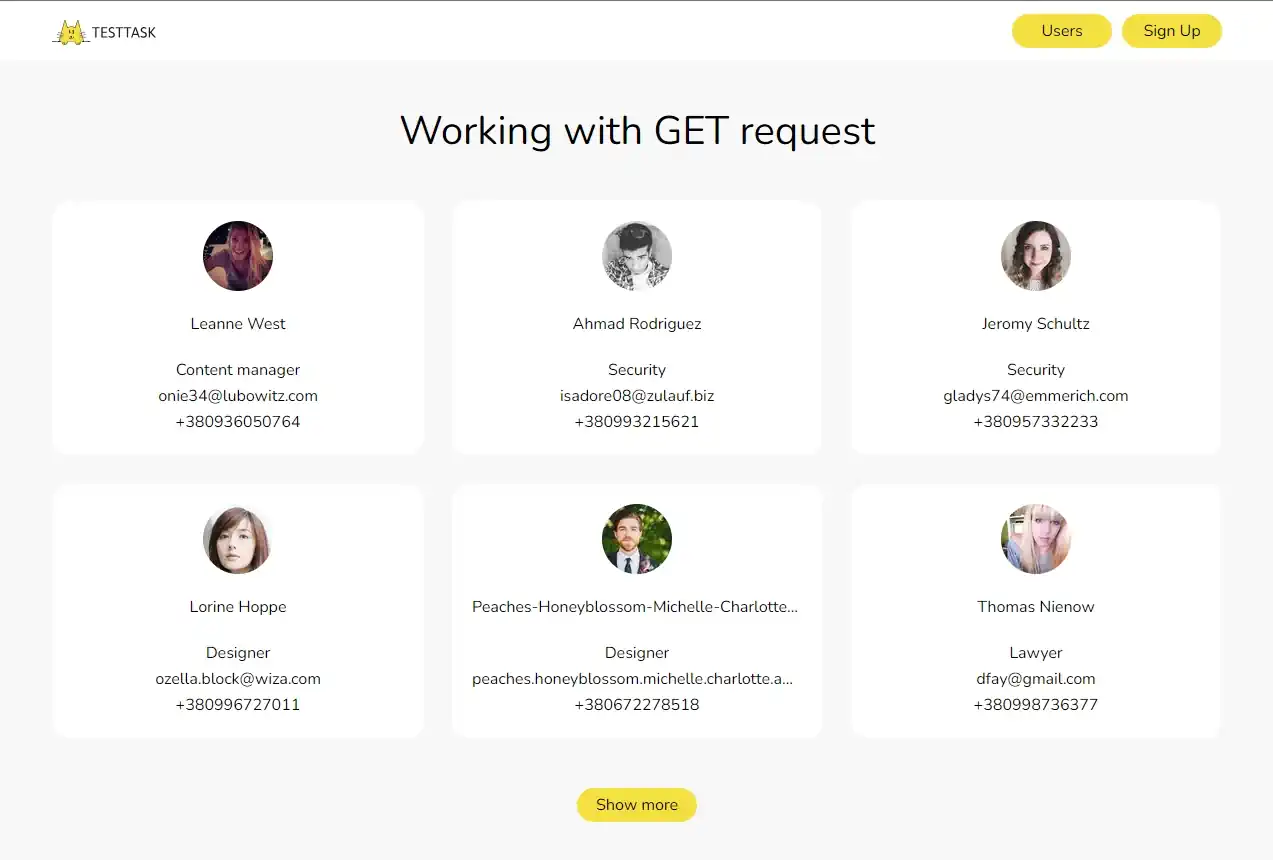 TESTTASK
Users
Sign Up
Working with GET request
Leanne West
Content manager
onie34@lubowitz.com
+380936050764
Ahmad Rodriguez
Security
isadore08@zulauf.biz
+380993215621
Jeromy Schultz
Security
gladys74@emmerich.com
+380957332233
Lorine Hoppe
Designer
ozella.block@wiza.com
+380996727011
Peaches-Honeyblossom-Michelle-Charlotte...
Designer
peaches.honeyblossom.michelle.charlotte.a...
+380672278518
Thomas Nienow
Lawyer
dfay@gmail.com
+380998736377
Show more